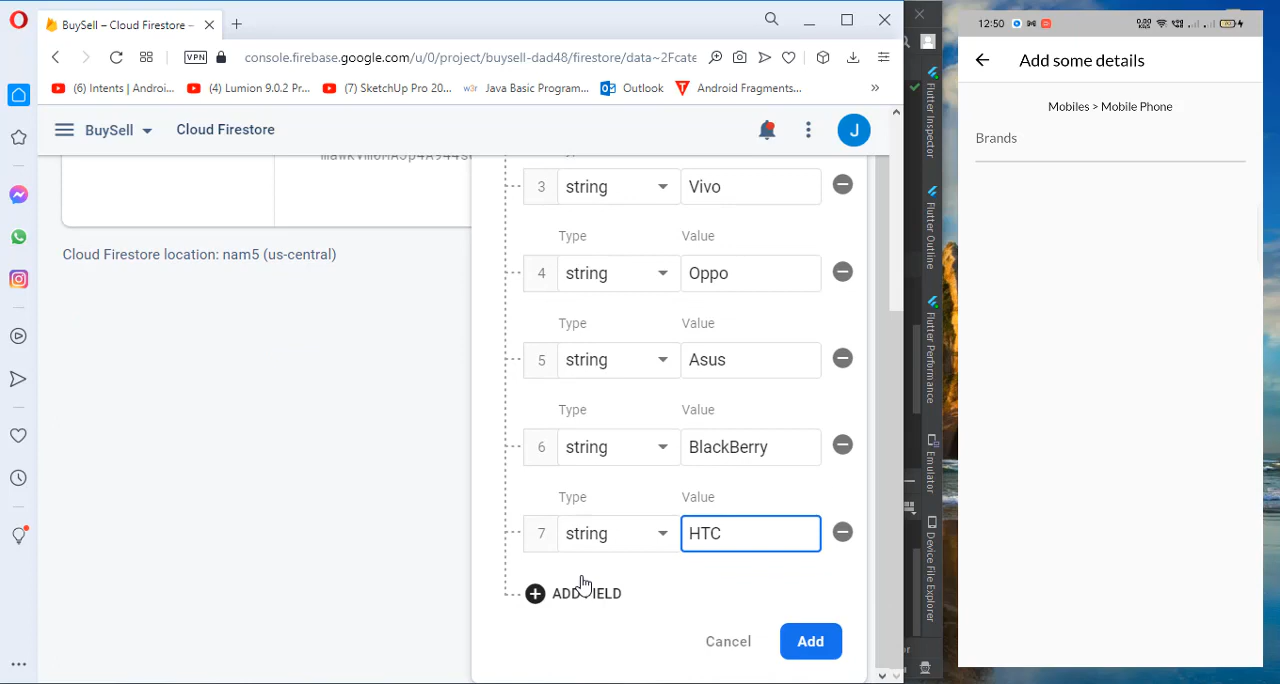 BuySell – Cloud Firestore –
VPN
console.firebase.google.com/u/0/project/buysell-dad48/firestore/data~2Fcate
(6) Intents | Androi...
(4) Lumion 9.0.2 Pr...
(7) SketchUp Pro 20...
w3r
Java Basic Program...
Outlook
Android Fragments...
»
BuySell
Cloud Firestore
J
3
string
Vivo
Cloud Firestore location: nam5 (us-central)
Type
Value
4
string
Oppo
Type
Value
5
string
Asus
Type
Value
6
string
BlackBerry
Type
Value
7
string
HTC
ADD FIELD
Cancel
Add
Flutter Inspector
Flutter Outline
Flutter Performance
Emulator
Device File Explorer
12:50
Add some details
Mobiles > Mobile Phone
Brands